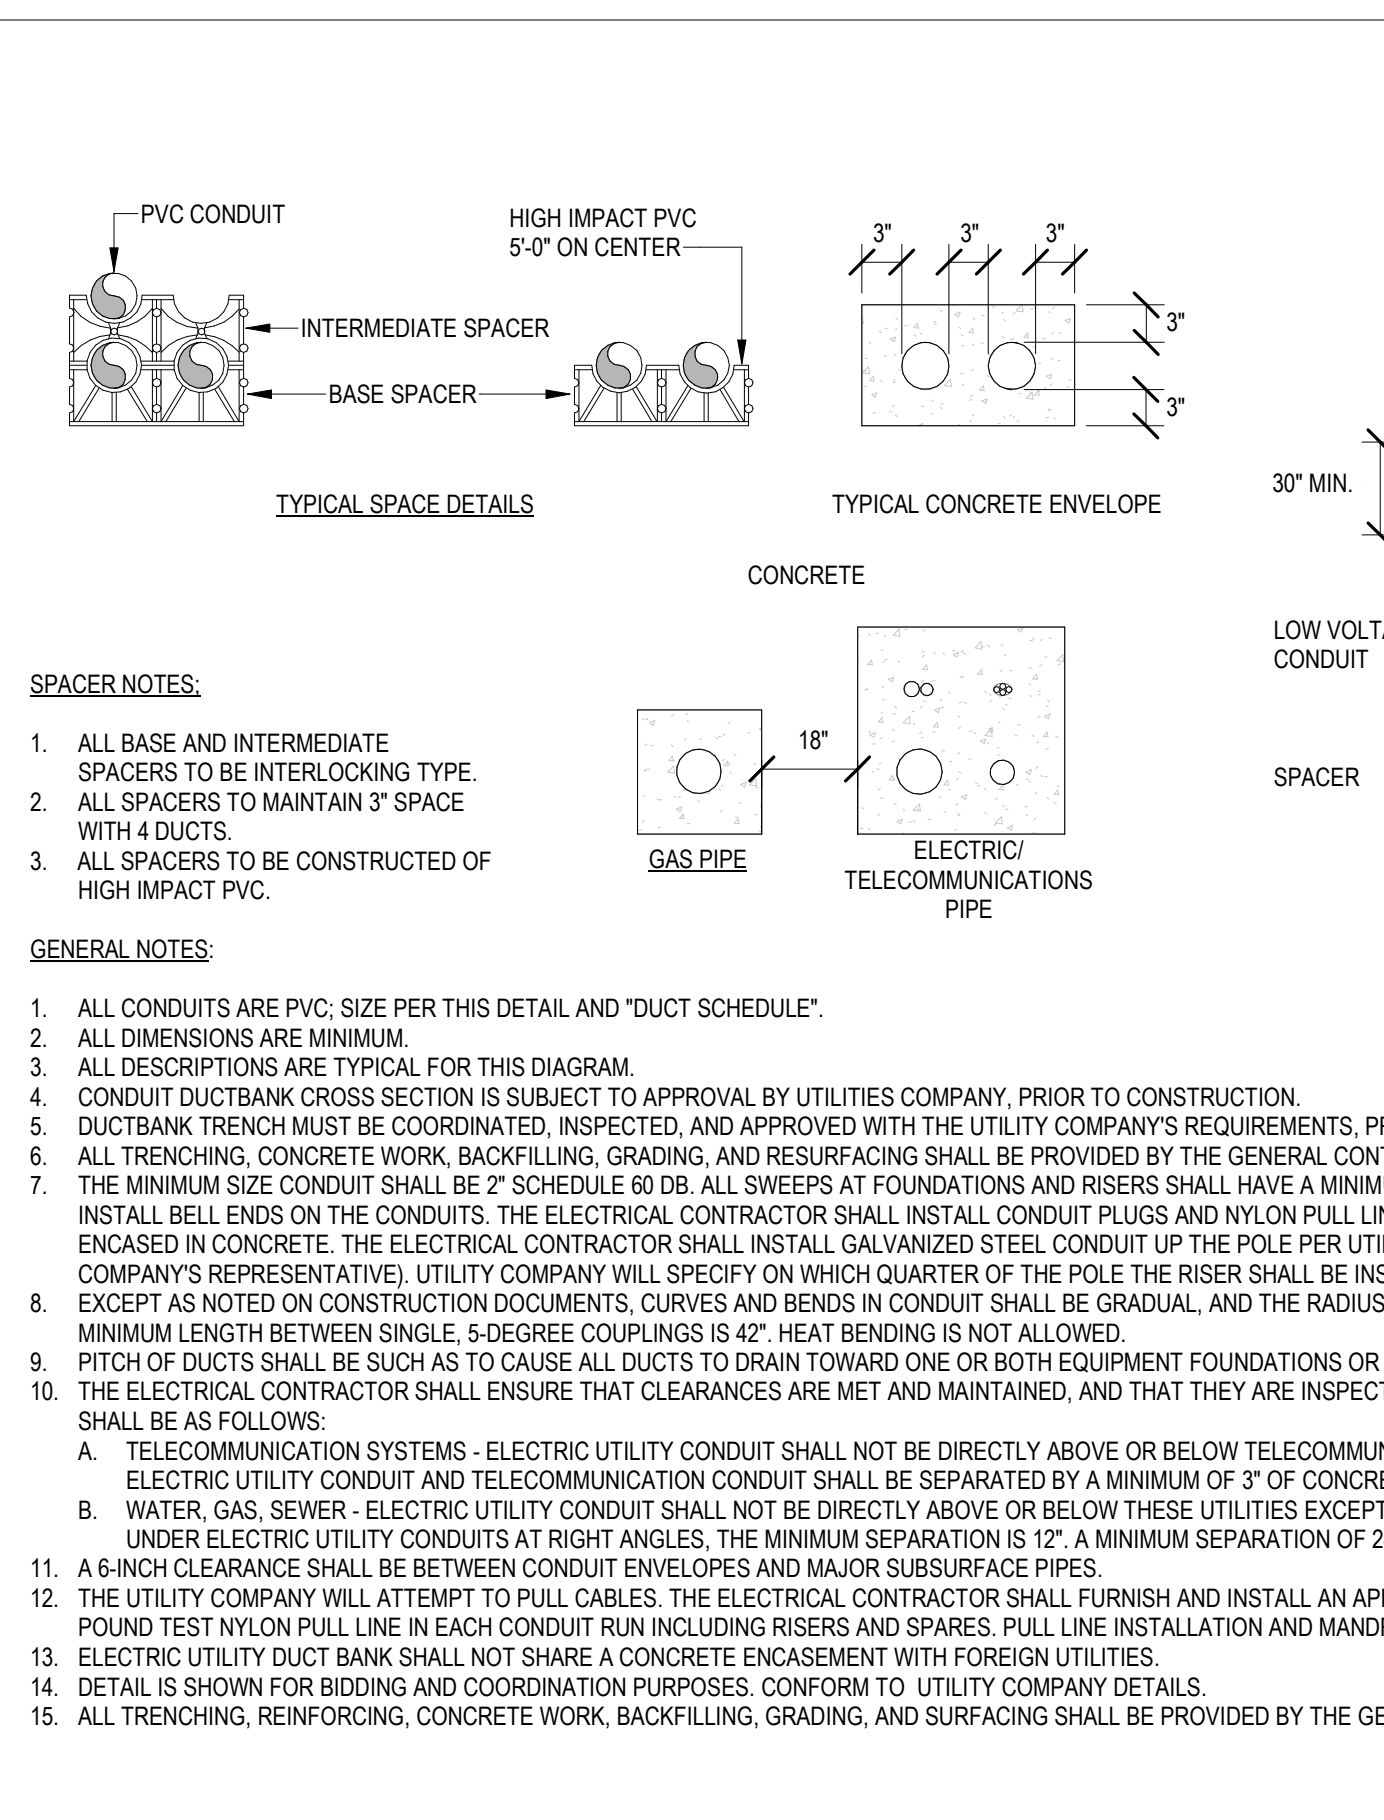 PVC CONDUIT
HIGH IMPACT PVC
5'-0" ON CENTER
INTERMEDIATE SPACER
BASE SPACER
3"
3"
3"
3"
3"
TYPICAL SPACE DETAILS
TYPICAL CONCRETE ENVELOPE
30" MIN.
CONCRETE
LOW VOLTA
CONDUIT
SPACER
18"
GAS PIPE
ELECTRIC/
TELECOMMUNICATIONS
PIPE
SPACER NOTES;
1. ALL BASE AND INTERMEDIATE
SPACERS TO BE INTERLOCKING TYPE.
2. ALL SPACERS TO MAINTAIN 3" SPACE
WITH 4 DUCTS.
3. ALL SPACERS TO BE CONSTRUCTED OF
HIGH IMPACT PVC.
GENERAL NOTES:
1. ALL CONDUITS ARE PVC; SIZE PER THIS DETAIL AND "DUCT SCHEDULE".
2. ALL DIMENSIONS ARE MINIMUM.
3. ALL DESCRIPTIONS ARE TYPICAL FOR THIS DIAGRAM.
4. CONDUIT DUCTBANK CROSS SECTION IS SUBJECT TO APPROVAL BY UTILITIES COMPANY, PRIOR TO CONSTRUCTION.
5. DUCTBANK TRENCH MUST BE COORDINATED, INSPECTED, AND APPROVED WITH THE UTILITY COMPANY'S REQUIREMENTS, PR
6. ALL TRENCHING, CONCRETE WORK, BACKFILLING, GRADING, AND RESURFACING SHALL BE PROVIDED BY THE GENERAL CONT
7. THE MINIMUM SIZE CONDUIT SHALL BE 2" SCHEDULE 60 DB. ALL SWEEPS AT FOUNDATIONS AND RISERS SHALL HAVE A MINIMU
INSTALL BELL ENDS ON THE CONDUITS. THE ELECTRICAL CONTRACTOR SHALL INSTALL CONDUIT PLUGS AND NYLON PULL LIN
ENCASED IN CONCRETE. THE ELECTRICAL CONTRACTOR SHALL INSTALL GALVANIZED STEEL CONDUIT UP THE POLE PER UTIL
COMPANY'S REPRESENTATIVE). UTILITY COMPANY WILL SPECIFY ON WHICH QUARTER OF THE POLE THE RISER SHALL BE INS
8. EXCEPT AS NOTED ON CONSTRUCTION DOCUMENTS, CURVES AND BENDS IN CONDUIT SHALL BE GRADUAL, AND THE RADIUS
MINIMUM LENGTH BETWEEN SINGLE, 5-DEGREE COUPLINGS IS 42". HEAT BENDING IS NOT ALLOWED.
9. PITCH OF DUCTS SHALL BE SUCH AS TO CAUSE ALL DUCTS TO DRAIN TOWARD ONE OR BOTH EQUIPMENT FOUNDATIONS OR
10. THE ELECTRICAL CONTRACTOR SHALL ENSURE THAT CLEARANCES ARE MET AND MAINTAINED, AND THAT THEY ARE INSPECT
SHALL BE AS FOLLOWS:
A. TELECOMMUNICATION SYSTEMS - ELECTRIC UTILITY CONDUIT SHALL NOT BE DIRECTLY ABOVE OR BELOW TELECOMMUN
ELECTRIC UTILITY CONDUIT AND TELECOMMUNICATION CONDUIT SHALL BE SEPARATED BY A MINIMUM OF 3" OF CONCRE
B. WATER, GAS, SEWER - ELECTRIC UTILITY CONDUIT SHALL NOT BE DIRECTLY ABOVE OR BELOW THESE UTILITIES EXCEPT
UNDER ELECTRIC UTILITY CONDUITS AT RIGHT ANGLES, THE MINIMUM SEPARATION IS 12". A MINIMUM SEPARATION OF 2
11. A 6-INCH CLEARANCE SHALL BE BETWEEN CONDUIT ENVELOPES AND MAJOR SUBSURFACE PIPES.
12. THE UTILITY COMPANY WILL ATTEMPT TO PULL CABLES. THE ELECTRICAL CONTRACTOR SHALL FURNISH AND INSTALL AN AP
POUND TEST NYLON PULL LINE IN EACH CONDUIT RUN INCLUDING RISERS AND SPARES. PULL LINE INSTALLATION AND MANDR
13. ELECTRIC UTILITY DUCT BANK SHALL NOT SHARE A CONCRETE ENCASEMENT WITH FOREIGN UTILITIES.
14. DETAIL IS SHOWN FOR BIDDING AND COORDINATION PURPOSES. CONFORM TO UTILITY COMPANY DETAILS.
15. ALL TRENCHING, REINFORCING, CONCRETE WORK, BACKFILLING, GRADING, AND SURFACING SHALL BE PROVIDED BY THE GE